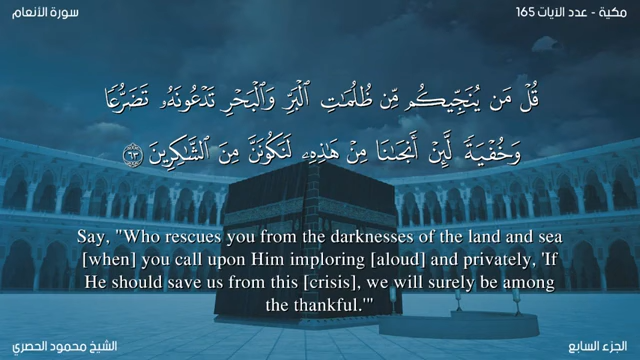 سورة الأنعام
مكية - عدد الآيات 165
قُلْ مَن يُنَجِّيكُم مِّن ظُلُمَٰتِ ٱلْبَرِّ وَٱلْبَحْرِ تَدْعُونَهُۥ تَضَرُّعًا
وَخُفْيَةً لَّئِنْ أَنجَىٰنَا مِنْ هَٰذِهِۦ لَنَكُونَنَّ مِنَ ٱلشَّٰكِرِينَ ٦٣
Say, "Who rescues you from the darknesses of the land and sea
[when] you call upon Him imploring [aloud] and privately, 'If
He should save us from this [crisis], we will surely be among
the thankful.'"
الشيخ محمود الحصري
الجزء السابع